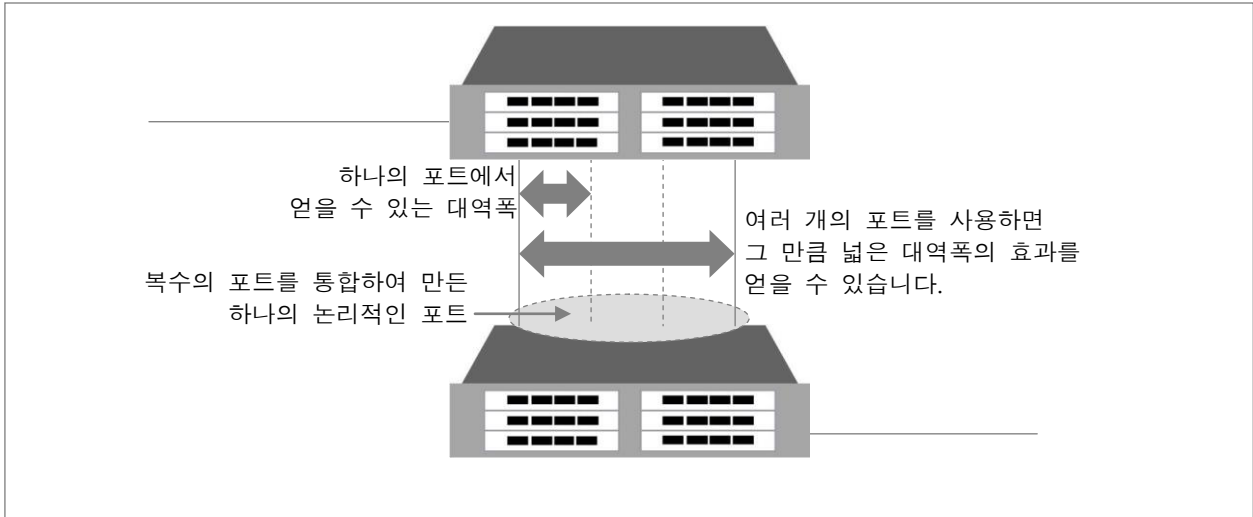 하나의 포트에서
얻을 수 있는 대역폭
여러 개의 포트를 사용하면
그 만큼 넓은 대역폭의 효과를
얻을 수 있습니다.
복수의 포트를 통합하여 만든
하나의 논리적인 포트